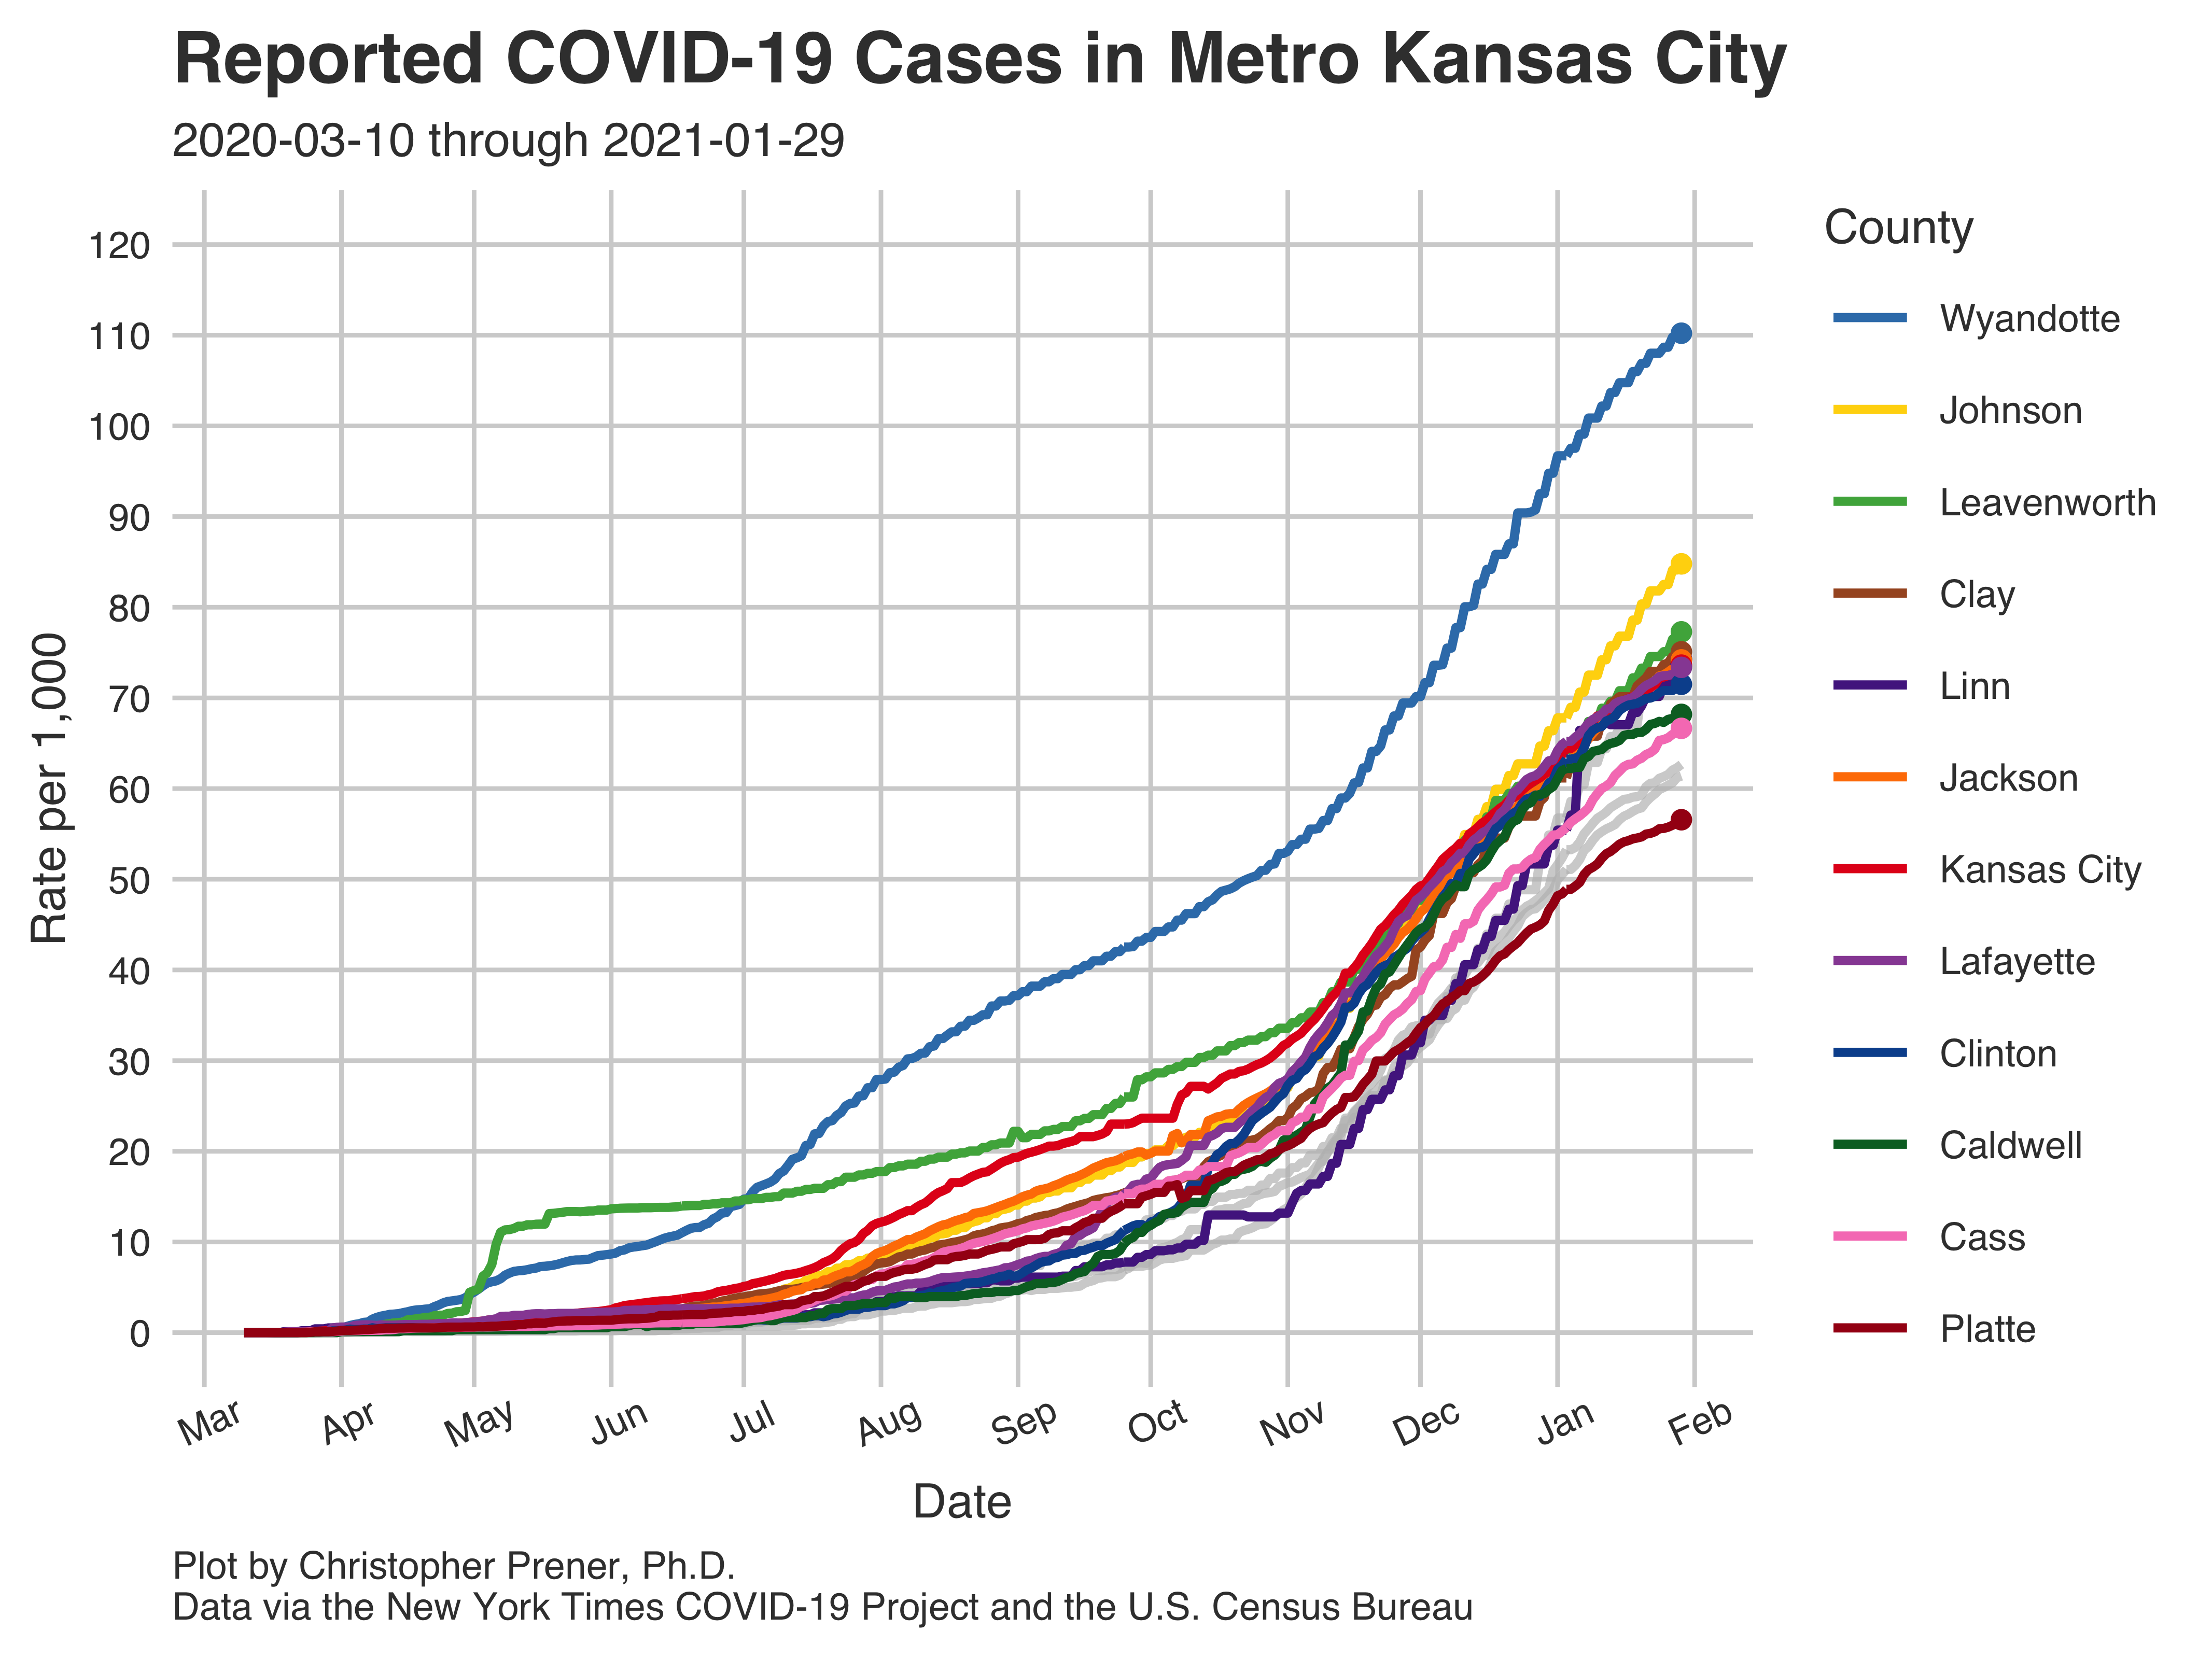 Reported COVID-19 Cases in Metro Kansas City
2020-03-10 through 2021-01-29
Rate per 1,000
120
110
100
90
80
70
60
50
40
30
20
10
0
Mar
Apr
May
Jun
Jul
Aug
Sep
Oct
Nov
Dec
Jan
Feb
Date
County
Wyandotte
Johnson
Leavenworth
Clay
Linn
Jackson
Kansas City
Lafayette
Clinton
Caldwell
Cass
Platte
Plot by Christopher Prener, Ph.D.
Data via the New York Times COVID-19 Project and the U.S. Census Bureau